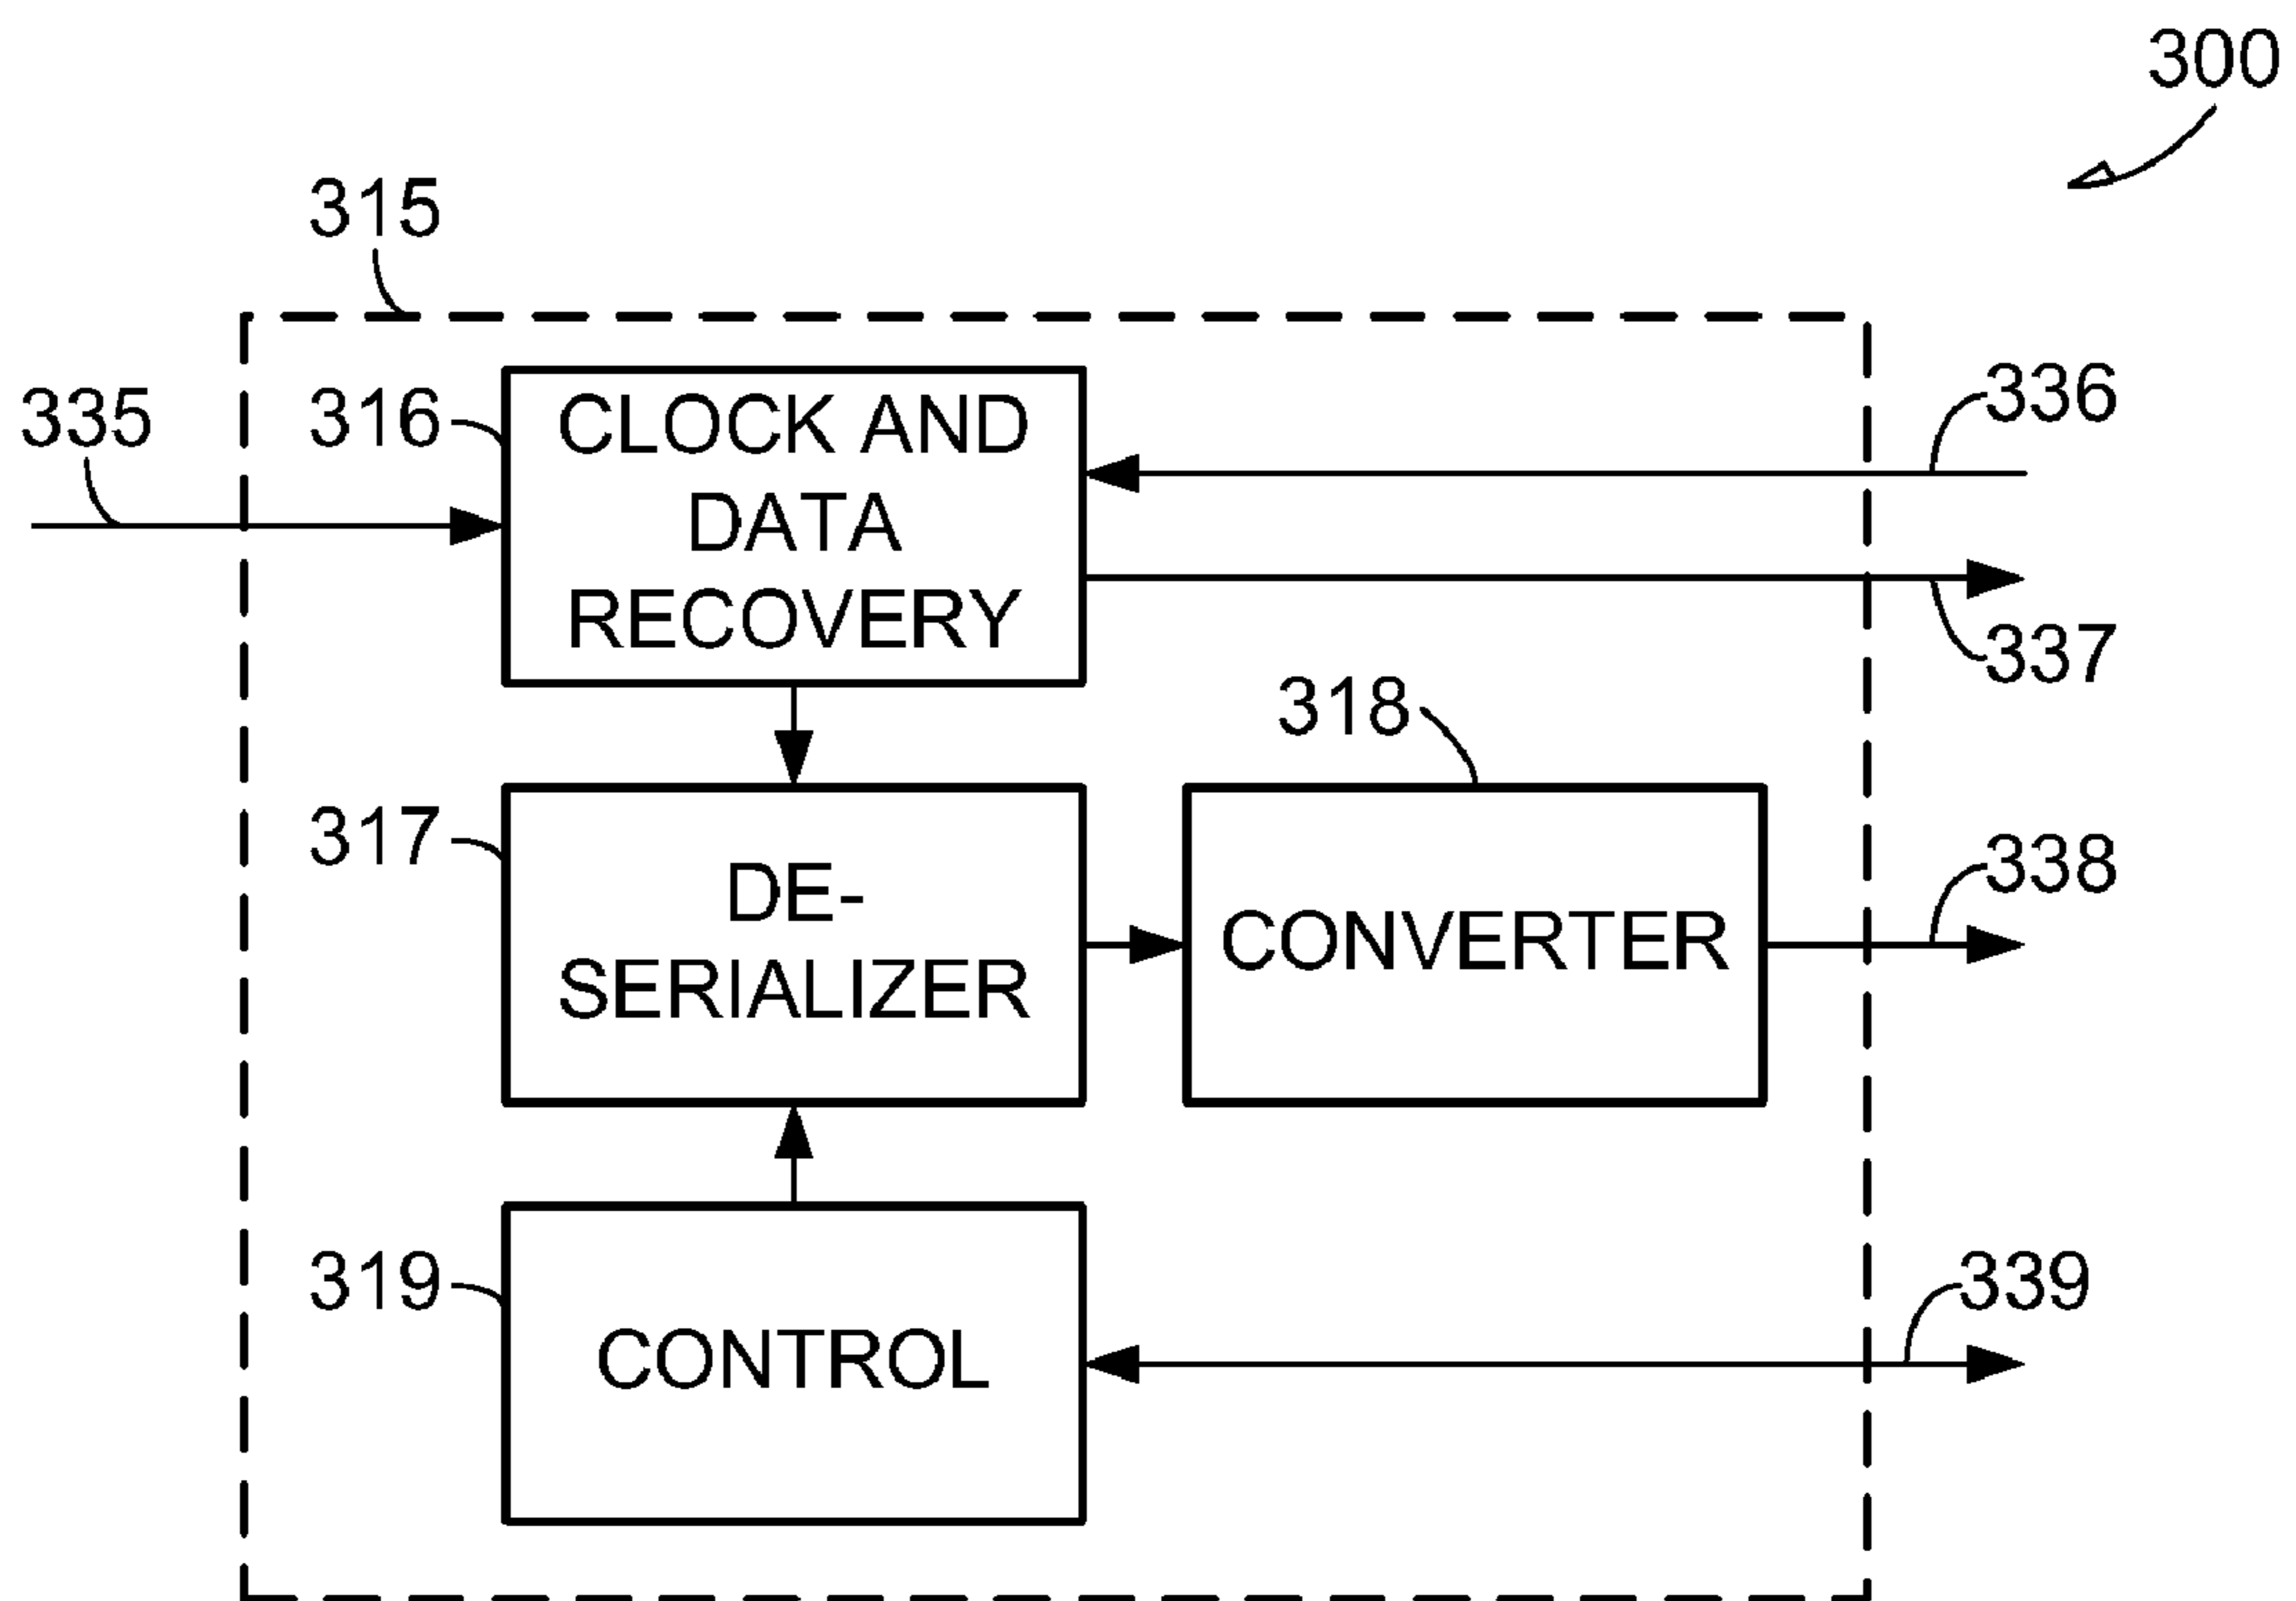 300
315
335
316
CLOCK AND
DATA
RECOVERY
336
337
318
317
DE-
SERIALIZER
CONVERTER
338
319
CONTROL
339